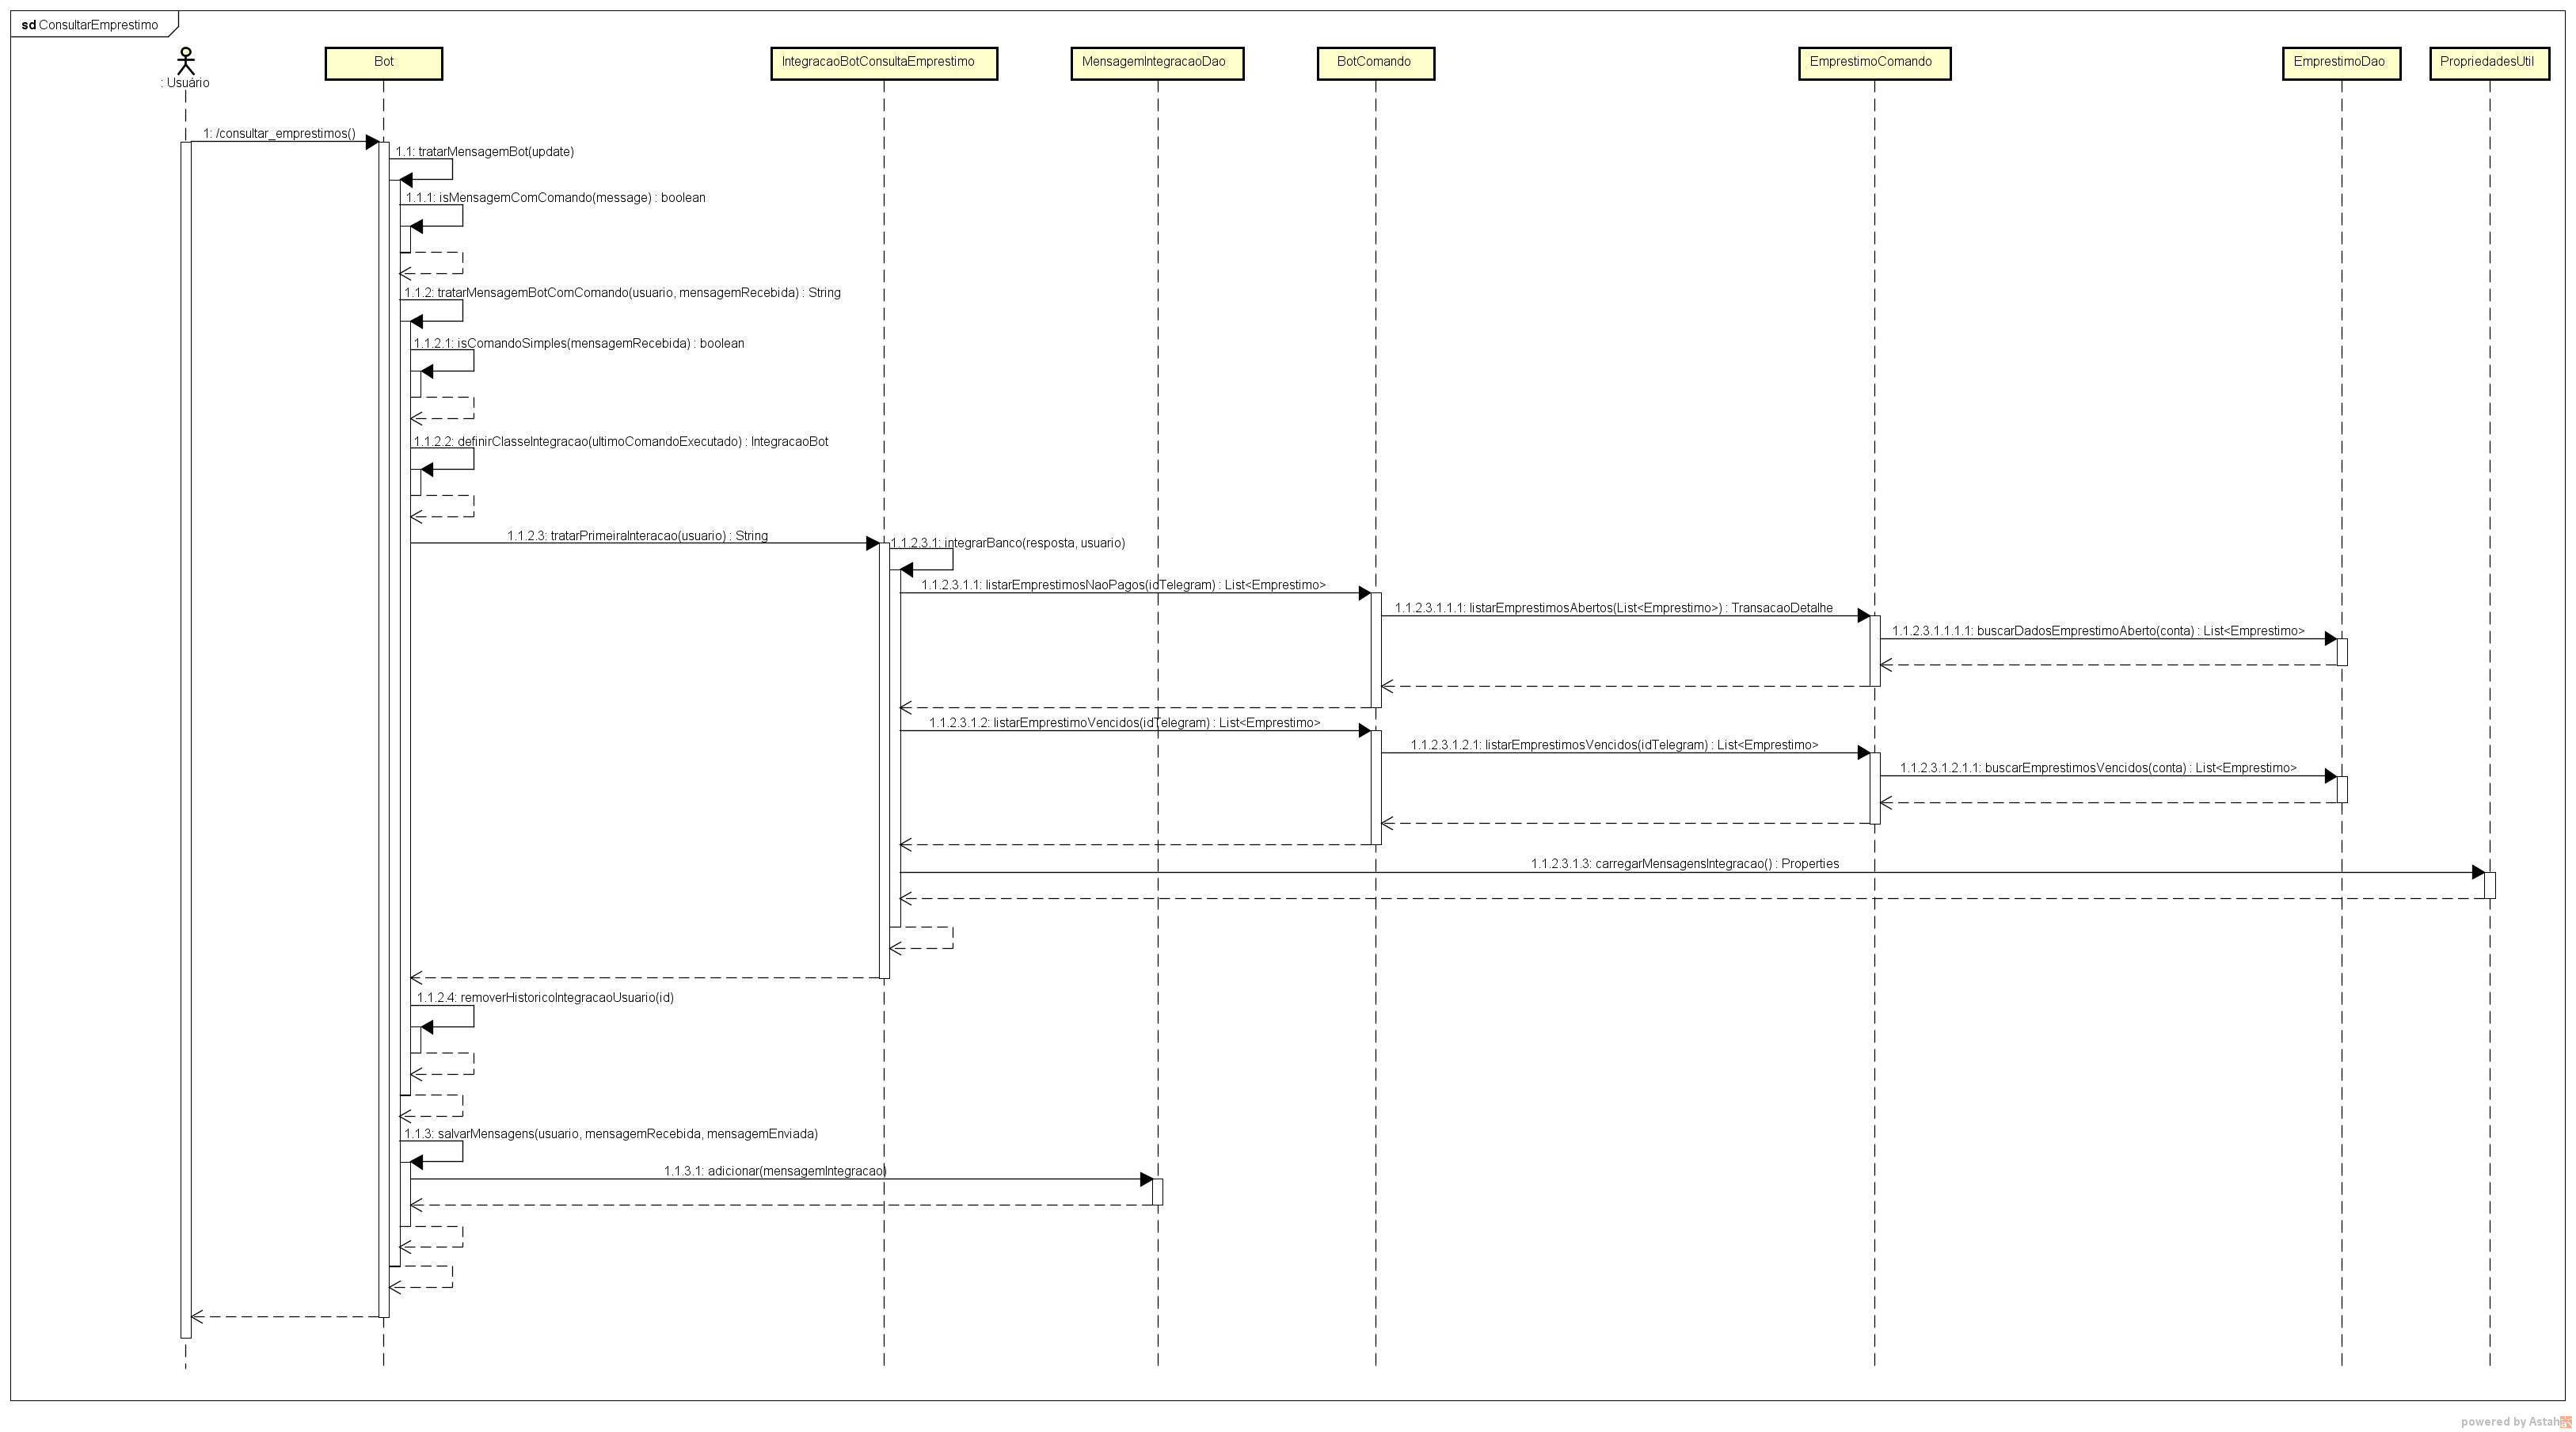 sd ConsultarEmprestimo
: Usuário
Bot
IntegracaoBotConsultaEmprestimo
MensagemIntegracaoDao
BotComando
EmprestimoComando
EmprestimoDao
PropriedadesUtil
1: /consultar_emprestimos()
1.1: tratarMensagemBot(update)
1.1.1: isMensagemComComando(message) : boolean
1.1.2: tratarMensagemBotComComando(usuario, mensagemRecebida) : String
1.1.2.1: isComandoSimples(mensagemRecebida) : boolean
1.1.2.2: definirClasseIntegracao(ultimoComandoExecutado) : IntegracaoBot
1.1.2.3: tratarPrimeiraInteracao(usuario) : String
1.1.2.3.1: integrarBanco(resposta, usuario)
1.1.2.3.1.1: listarEmprestimosNaoPagos(idTelegram) : List<Emprestimo>
1.1.2.3.1.1.1: listarEmprestimosAbertos(List<Emprestimo>) : TransacaoDetalhe
1.1.2.3.1.1.1.1: buscarDadosEmprestimoAberto(conta) : List<Emprestimo>
1.1.2.3.1.2: listarEmprestimoVencidos(idTelegram) : List<Emprestimo>
1.1.2.3.1.2.1: listarEmprestimosVencidos(idTelegram) : List<Emprestimo>
1.1.2.3.1.2.1.1: buscarEmprestimosVencidos(conta) : List<Emprestimo>
1.1.2.3.1.3: carregarMensagensIntegracao() : Properties
1.1.2.4: removerHistoricoIntegracaoUsuario(id)
1.1.3: salvarMensagens(usuario, mensagemRecebida, mensagemEnviada)
1.1.3.1: adicionar(mensagemIntegracao)
powered by Astah